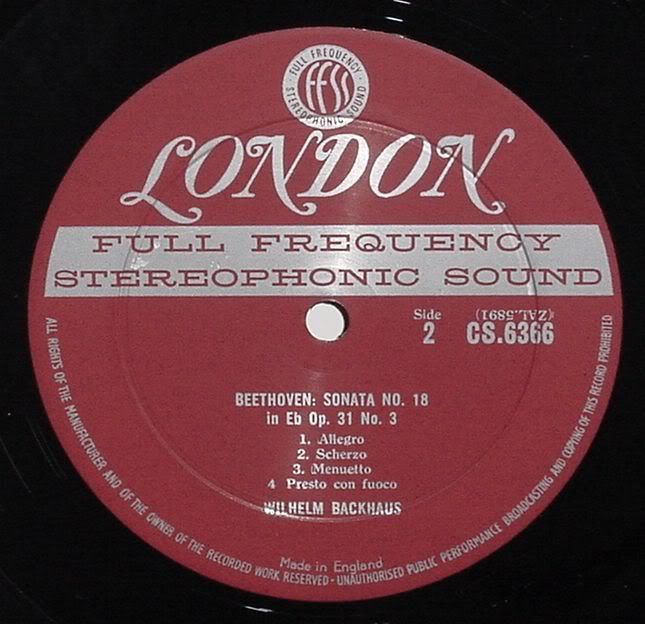 FULL FREQUENCY
STEREOPHONIC SOUND
FFSS
LONDON
FULL FREQUENCY
STEREOPHONIC SOUND
Side
2
(ZAL.5891)
CS.6366
BEETHOVEN: SONATA NO. 18
in Eb Op. 31 No. 3
1. Allegro
2. Scherzo
3. Menuetto
4 Presto con fuoco
WILHELM BACKHAUS
Made in England
ALL RIGHTS OF THE MANUFACTURER AND OF THE OWNER OF THE RECORDED WORK RESERVED - UNAUTHORISED PUBLIC PERFORMANCE BROADCASTING AND COPYING OF THIS RECORD PROHIBITED